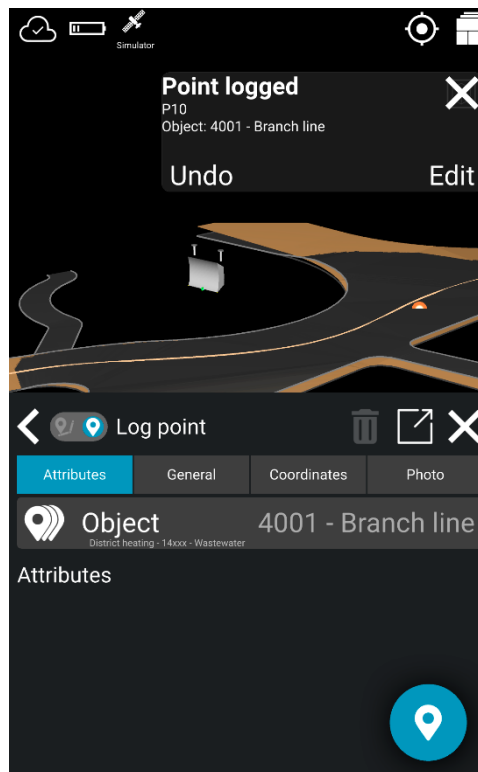 Simulator
Point logged
P10
Object: 4001 - Branch line
Undo Edit
Log point
Attributes General Coordinates Photo
Object 4001 - Branch line
District heating - 14xxx - Wastewater
Attributes